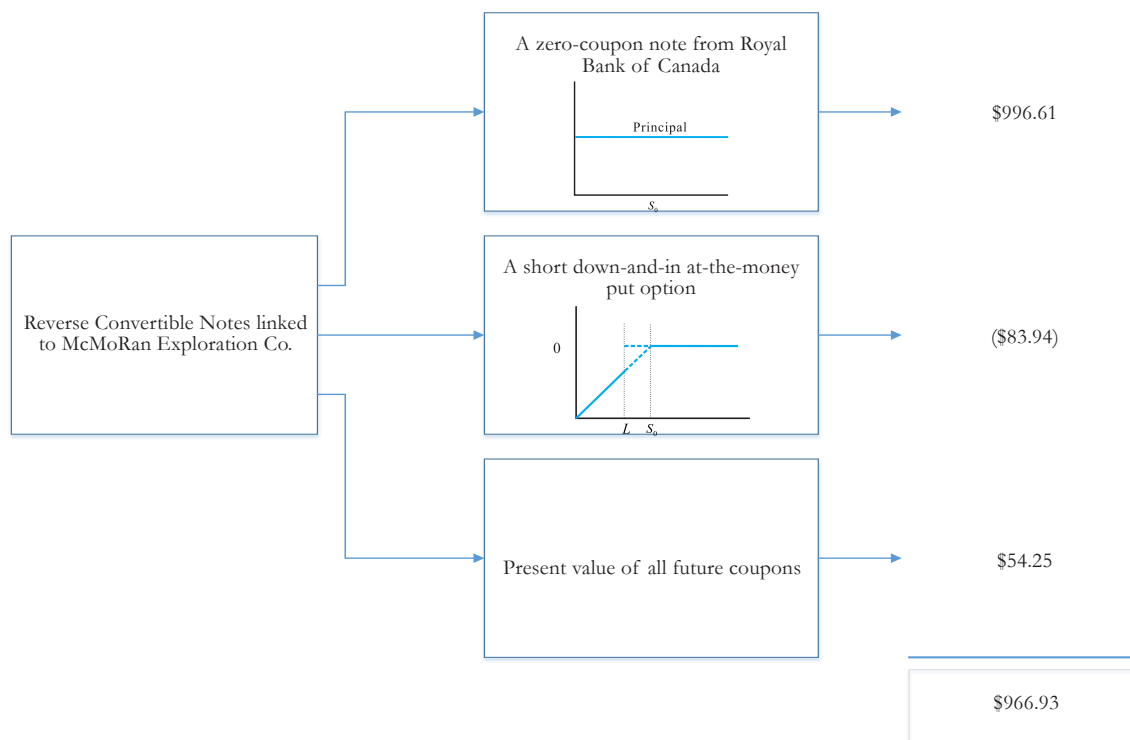 A zero-coupon note from Royal
Bank of Canada
Principal
S₀
$996.61
Reverse Convertible Notes linked
to McMoRan Exploration Co.
A short down-and-in at-the-money
put option
0
L S₀
($83.94)
Present value of all future coupons
$54.25
$966.93